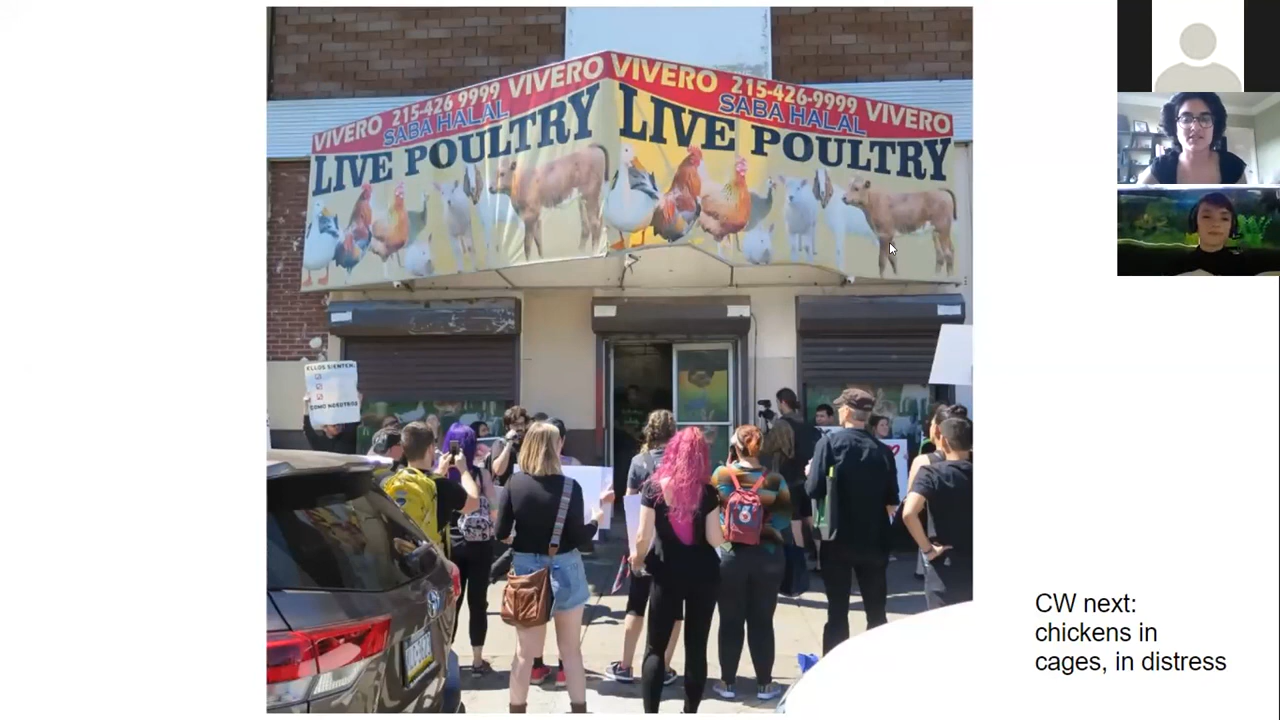 VIVERO 215-426 9999 VIVERO
SABA HALAL
LIVE POULTRY
VIVERO 215-426-9999 VIVERO
SABA HALAL
LIVE POULTRY
ELLOS SIENTEN:
COMO NOSOTROS
CW next:
chickens in
cages, in distress